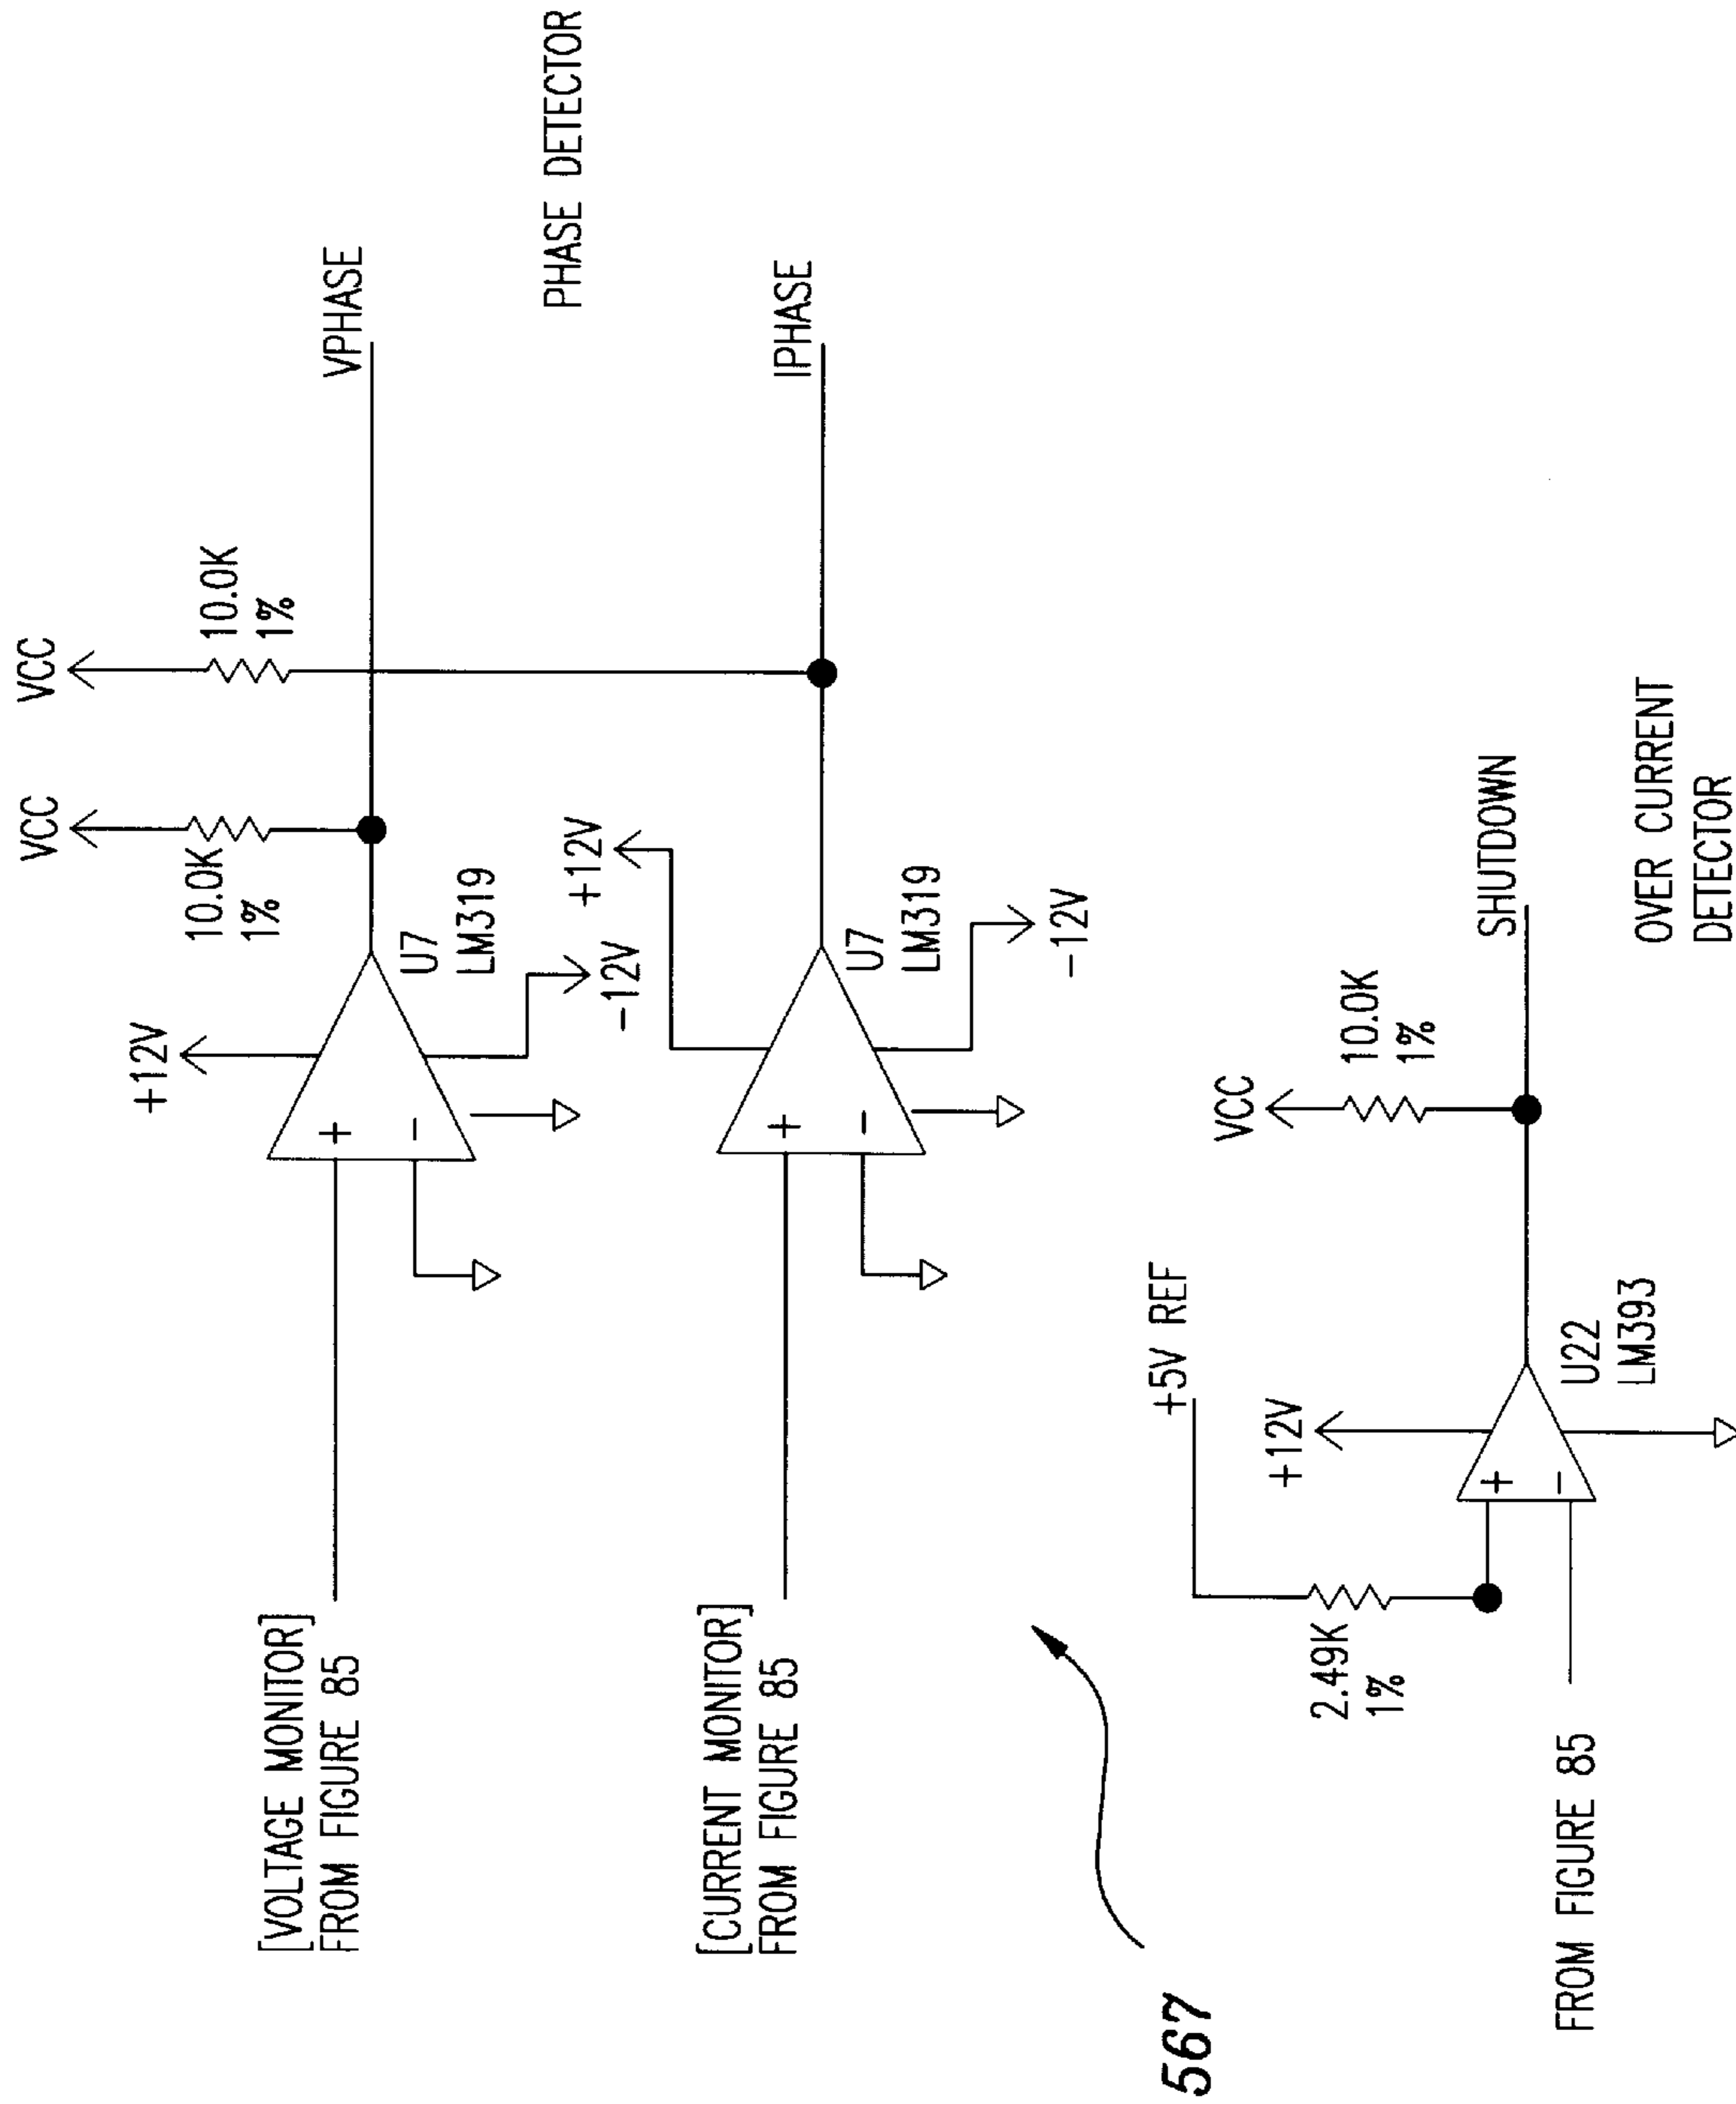 VCC
VCC
10.0K
1%
10.0K
1%
+12V
[VOLTAGE MONITOR]
FROM FIGURE 85
+
−
U7
LM319
-12V
VPHASE
PHASE DETECTOR
+12V
[CURRENT MONITOR]
FROM FIGURE 85
+
−
U7
LM319
-12V
IPHASE
567
+5V REF
2.49K
1%
+12V
VCC
10.0K
1%
FROM FIGURE 85
+
−
U22
LM393
SHUTDOWN
OVER CURRENT
DETECTOR